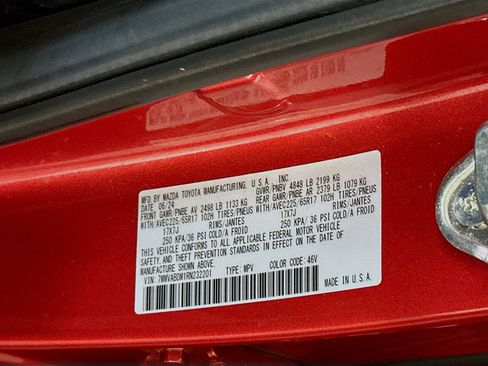 MFD. BY MAZDA TOYOTA MANUFACTURING, U.S.A., INC.
DATE 06/24 GVWR/PNBV 4848 LB 2199 KG
FRONT GAWR/PNBE AV 2498 LB 1133 KG REAR GAWR/PNBE AR 2379 LB 1079 KG
WITH/AVEC225/65R17 102H TIRES/PNEUS WITH/AVEC225/65R17 102H TIRES/PNEUS
17X7J RIMS/JANTES 17X7J RIMS/JANTES
250 KPA/36 PSI COLD/A FROID 250 KPA/36 PSI COLD/A FROID
THIS VEHICLE CONFORMS TO ALL APPLICABLE FEDERAL MOTOR VEHICLE
SAFETY, AND THEFT PREVENTION STANDARDS IN EFFECT ON THE DATE OF
MANUFACTURE SHOWN ABOVE.
VIN: 7MMVABDM1RN232201 TYPE: MPV COLOR CODE: 46V
MADE IN U.S.A.